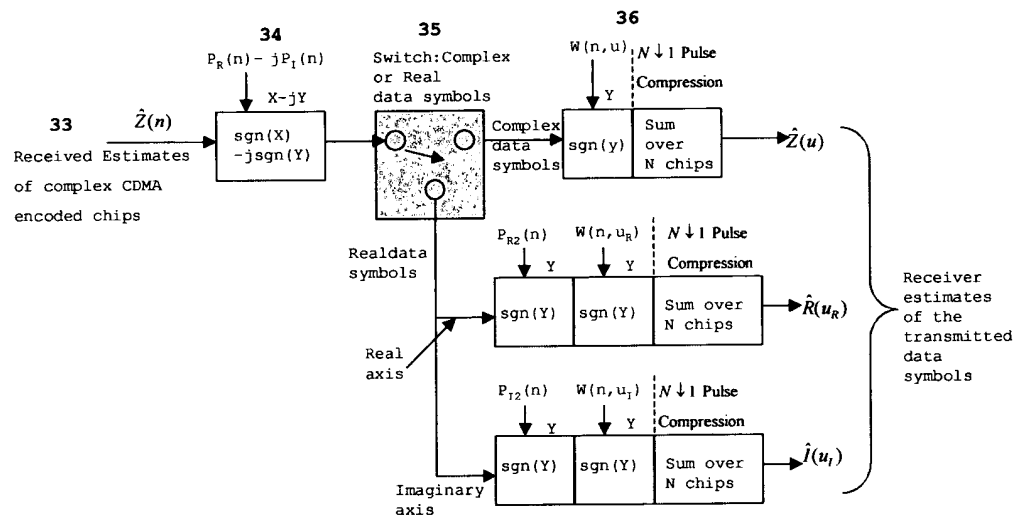 33
Received Estimates
of complex CDMA
encoded chips
Ẑ(n)
34
P_R(n) - jP_I(n)
X-jY
sgn(X)
-jsgn(Y)
35
Switch:Complex
or Real
data symbols
Complex
data
symbols
36
W(n,u)
Y
N↓1 Pulse
Compression
sgn(y)
Sum
over
N chips
Ẑ(u)
Realdata
symbols
Real
axis
P_R2(n)
W(n,u_R)
N↓1 Pulse
Compression
Y
Y
sgn(Y)
sgn(Y)
Sum over
N chips
R̂(u_R)
Imaginary
axis
P_I2(n)
W(n,u_I)
N↓1 Pulse
Compression
Y
Y
sgn(Y)
sgn(Y)
Sum over
N chips
Î(u_I)
Receiver
estimates
of the
transmitted
data
symbols